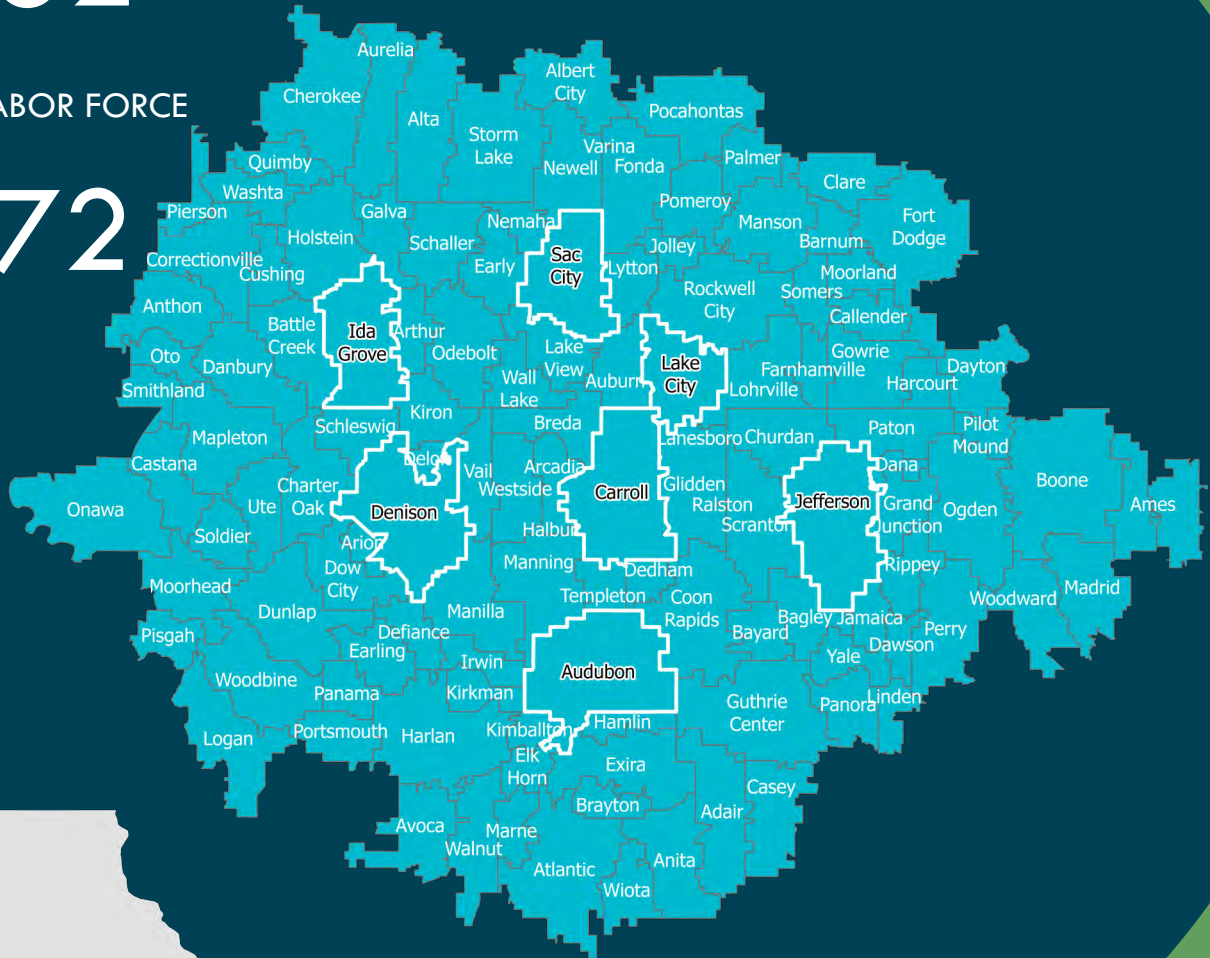 ABOR FORCE
72
Aurelia
Albert
City
Cherokee
Pocahontas
Alta
Storm
Lake
Varina
Newell
Fonda
Palmer
Quimby
Clare
Washta
Pierson
Galva
Pomeroy
Nemaha
Manson
Fort
Dodge
Holstein
Schaller
Jolley
Barnum
Correctionville
Cushing
Early
Sac
City
Lytton
Moorland
Rockwell
City
Somers
Anthon
Callender
Battle
Creek
Ida
Grove
Arthur
Odebolt
Lake
View
Lake
City
Gowrie
Oto
Danbury
Farnhamville
Dayton
Smithland
Wall
Lake
Auburn
Lohrville
Harcourt
Kiron
Schleswig
Breda
Paton
Pilot
Mound
Mapleton
Lanesboro
Churdan
Castana
Delo
Vail
Arcadia
Dana
Boone
Charter
Oak
Westside
Carroll
Glidden
Onawa
Ute
Denison
Ralston
Jefferson
Grand
Junction
Ogden
Ames
Soldier
Arion
Halbur
Scranton
Dow
City
Manning
Dedham
Rippey
Moorhead
Templeton
Coon
Rapids
Woodward
Madrid
Dunlap
Manilla
Bagley
Jamaica
Pisgah
Defiance
Bayard
Dawson
Perry
Earling
Irwin
Yale
Woodbine
Panama
Kirkman
Audubon
Guthrie
Center
Panora
Linden
Logan
Portsmouth
Harlan
Kimballton
Hamlin
Elk
Horn
Exira
Casey
Brayton
Adair
Avoca
Marne
Walnut
Atlantic
Anita
Wiota